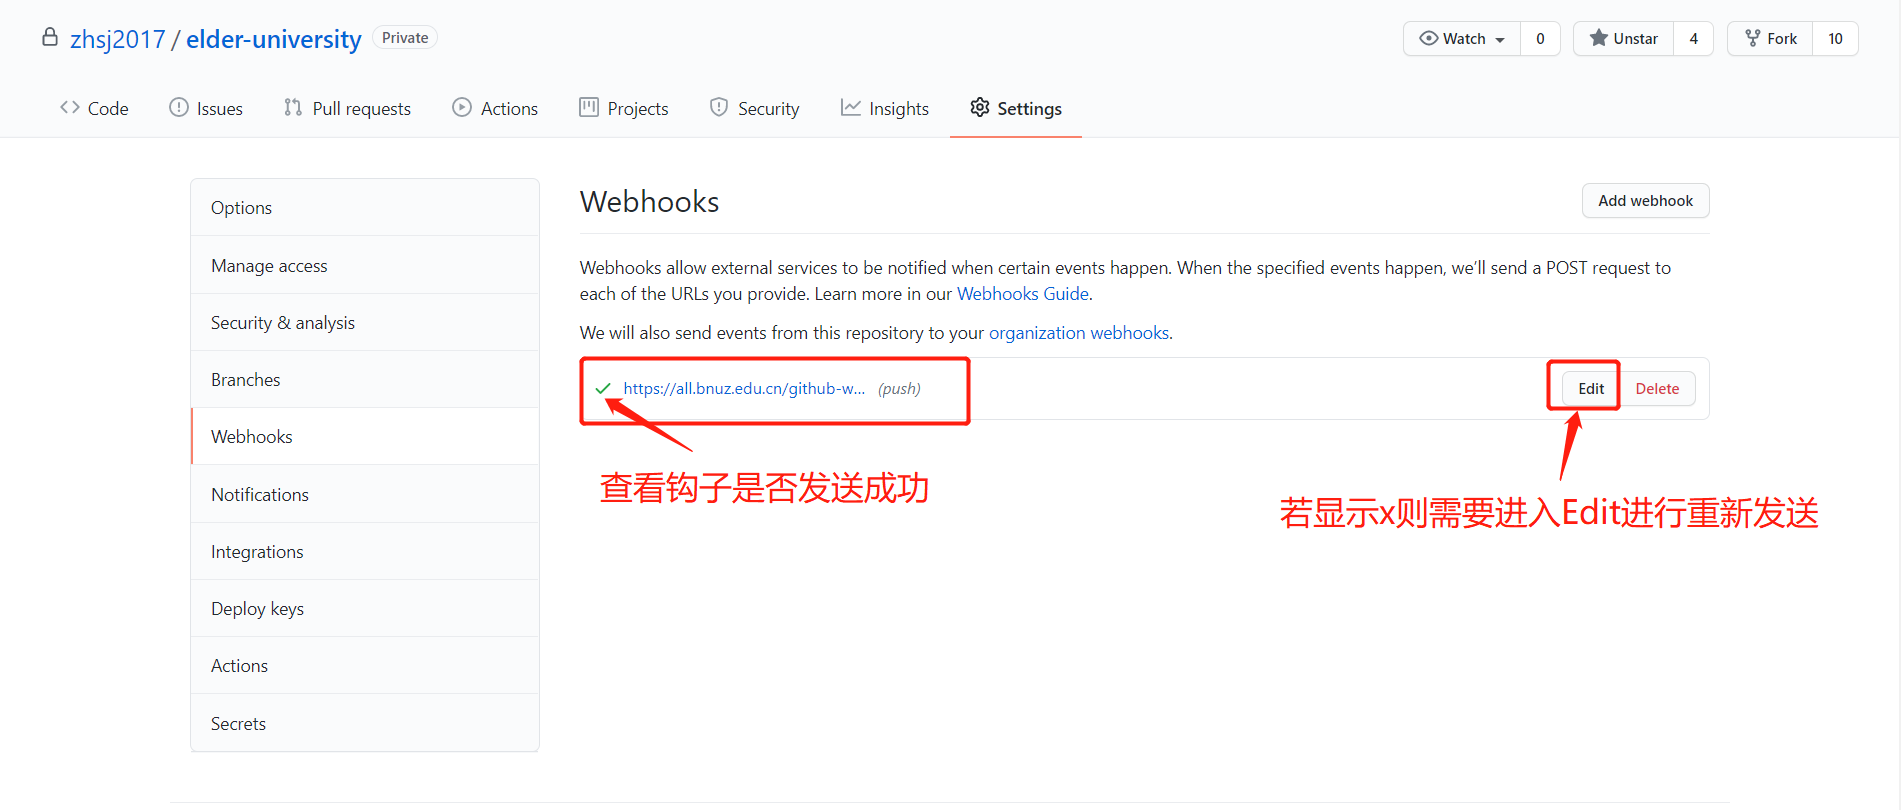 zhsj2017 / elder-university Private
Watch 0 Unstar 4 Fork 10
Code Issues Pull requests Actions Projects Security Insights Settings
Options
Manage access
Security & analysis
Branches
Webhooks
Notifications
Integrations
Deploy keys
Actions
Secrets
Webhooks
Add webhook
Webhooks allow external services to be notified when certain events happen. When the specified events happen, we’ll send a POST request to
each of the URLs you provide. Learn more in our Webhooks Guide.
We will also send events from this repository to your organization webhooks.
https://all.bnuz.edu.cn/github-w... (push)
Edit Delete
查看钩子是否发送成功
若显示x则需要进入Edit进行重新发送